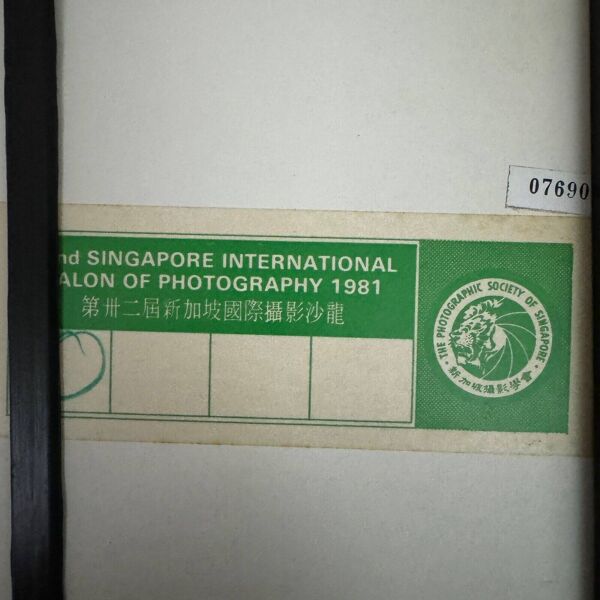 07690
nd SINGAPORE INTERNATIONAL
ALON OF PHOTOGRAPHY 1981
第卅二屆新加坡國際攝影沙龍
THE PHOTOGRAPHIC SOCIETY OF SINGAPORE
新加坡攝影學會